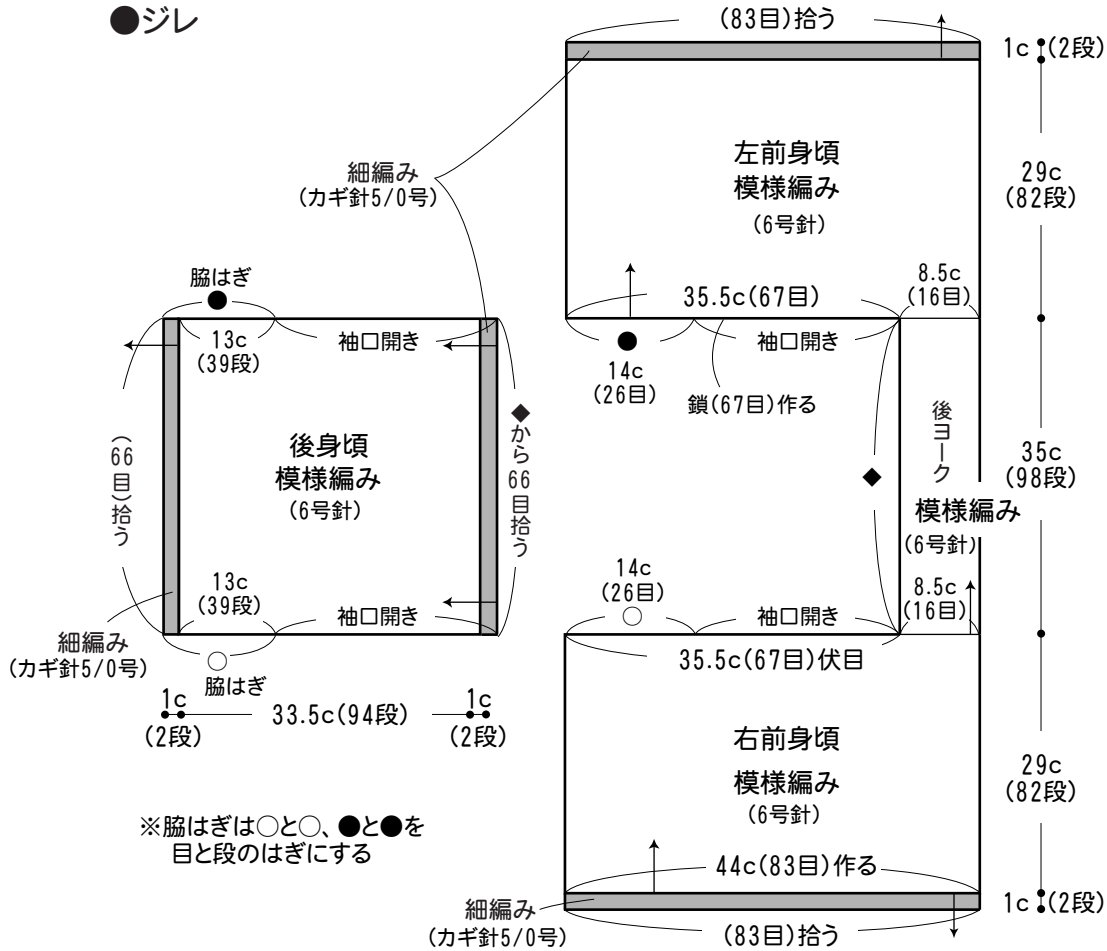 ●ジレ
(83目)拾う
1c(2段)
細編み
(カギ針5/0号)
左前身頃
模様編み
(6号針)
29c
(82段)
脇はぎ
●
13c
(39段)
袖口開き
35.5c(67目)
8.5c
(16目)
●
14c
(26目)
袖口開き
鎖(67目)作る
(66目)拾う
後身頃
模様編み
(6号針)
◆から66目拾う
◆
後ヨーク
模様編み
(6号針)
35c
(98段)
13c
(39段)
袖口開き
細編み
(カギ針5/0号)
○
脇はぎ
14c
(26目)
○
袖口開き
8.5c
(16目)
35.5c(67目)伏目
1c
(2段)
33.5c(94段)
1c
(2段)
右前身頃
模様編み
(6号針)
29c
(82段)
※脇はぎは○と○、●と●を
目と段のはぎにする
44c(83目)作る
細編み
(カギ針5/0号)
(83目)拾う
1c(2段)